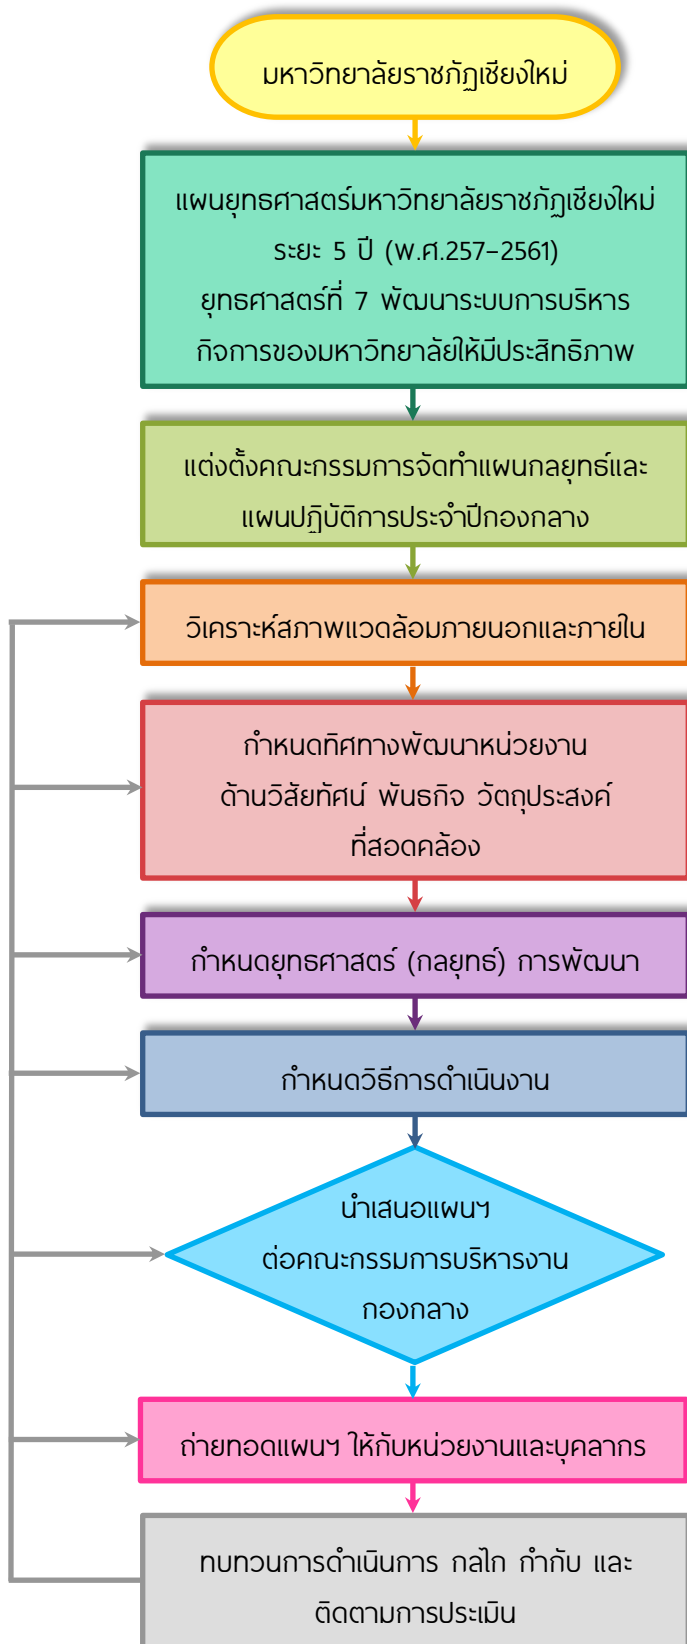 มหาวิทยาลัยราชภัฏเชียงใหม่
แผนยุทธศาสตร์มหาวิทยาลัยราชภัฏเชียงใหม่
ระยะ 5 ปี (พ.ศ.257–2561)
ยุทธศาสตร์ที่ 7 พัฒนาระบบการบริหาร
กิจการของมหาวิทยาลัยให้มีประสิทธิภาพ
แต่งตั้งคณะกรรมการจัดทำแผนกลยุทธ์และ
แผนปฏิบัติการประจำปีกองกลาง
วิเคราะห์สภาพแวดล้อมภายนอกและภายใน
กำหนดทิศทางพัฒนาหน่วยงาน
ด้านวิสัยทัศน์ พันธกิจ วัตถุประสงค์
ที่สอดคล้อง
กำหนดยุทธศาสตร์ (กลยุทธ์) การพัฒนา
กำหนดวิธีการดำเนินงาน
นำเสนอแผนฯ
ต่อคณะกรรมการบริหารงาน
กองกลาง
ถ่ายทอดแผนฯ ให้กับหน่วยงานและบุคลากร
ทบทวนการดำเนินการ กลไก กำกับ และ
ติดตามการประเมิน